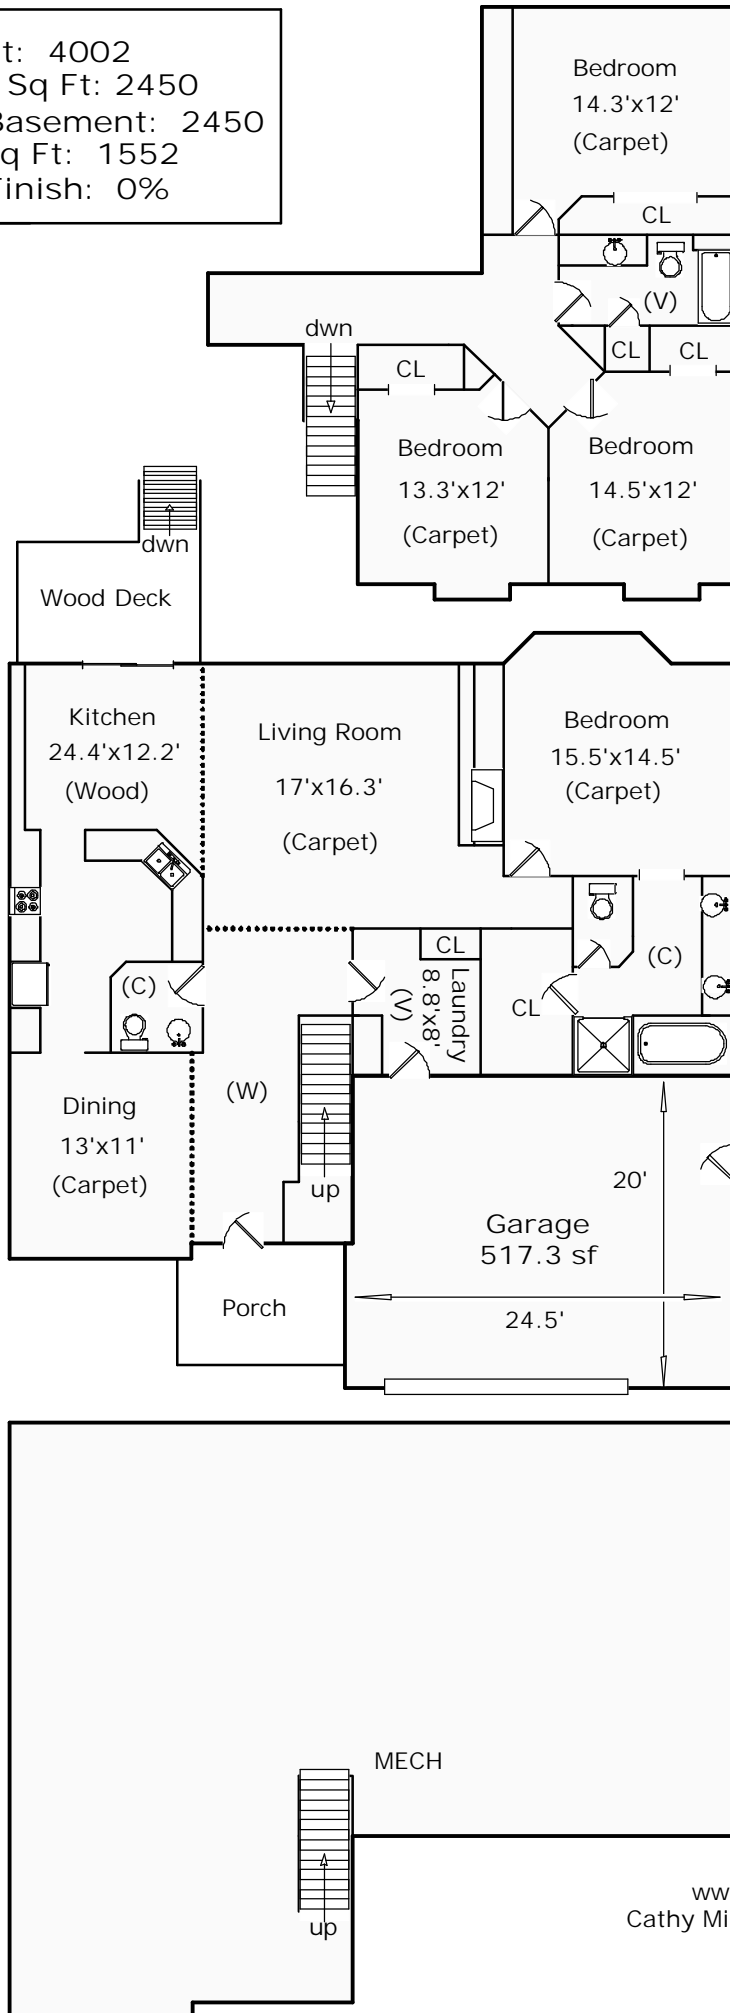 t: 4002
Sq Ft: 2450
Basement: 2450
q Ft: 1552
Finish: 0%
Bedroom
14.3'x12'
(Carpet)
CL
(V)
dwn
CL
CL
CL
Bedroom
13.3'x12'
(Carpet)
Bedroom
14.5'x12'
(Carpet)
dwn
Wood Deck
Kitchen
24.4'x12.2'
(Wood)
Living Room
17'x16.3'
(Carpet)
Bedroom
15.5'x14.5'
(Carpet)
CL
(C)
(C)
Laundry
8.8'x8'
(V)
CL
(W)
Dining
13'x11'
(Carpet)
up
20'
Garage
517.3 sf
24.5'
Porch
MECH
up
ww
Cathy Mi